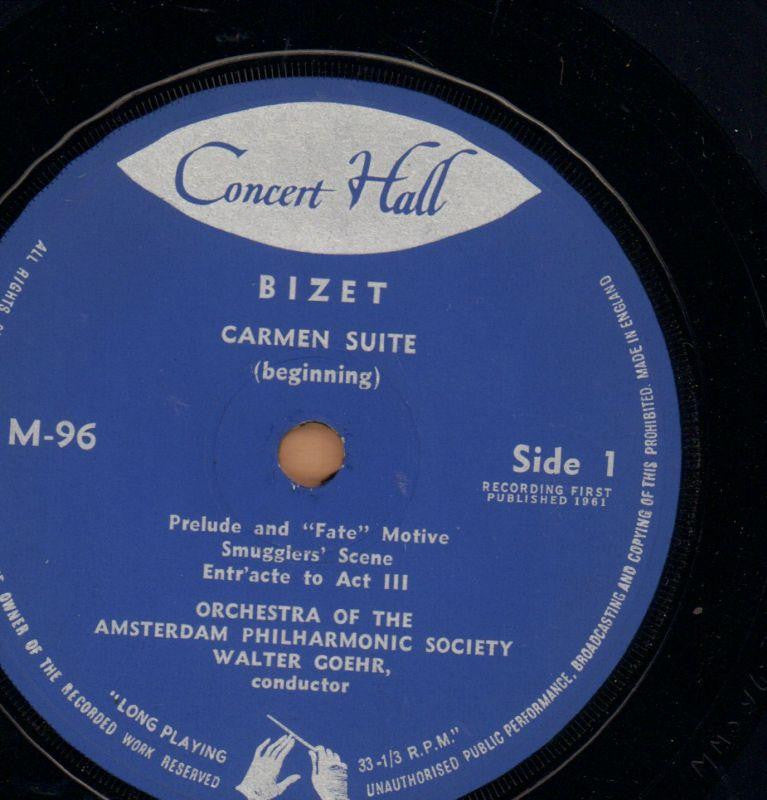 Concert Hall
BIZET
CARMEN SUITE
(beginning)
M-96
Side 1
RECORDING FIRST
PUBLISHED 1961
Prelude and "Fate" Motive
Smugglers' Scene
Entr'acte to Act III
ORCHESTRA OF THE
AMSTERDAM PHILHARMONIC SOCIETY
WALTER GOEHR,
conductor
"LONG PLAYING
33-1/3 R.P.M."
ALL RIGHTS
OWNER OF THE RECORDED WORK RESERVED
UNAUTHORISED PUBLIC PERFORMANCE, BROADCASTING AND COPYING OF THIS PROHIBITED. MADE IN ENGLAND